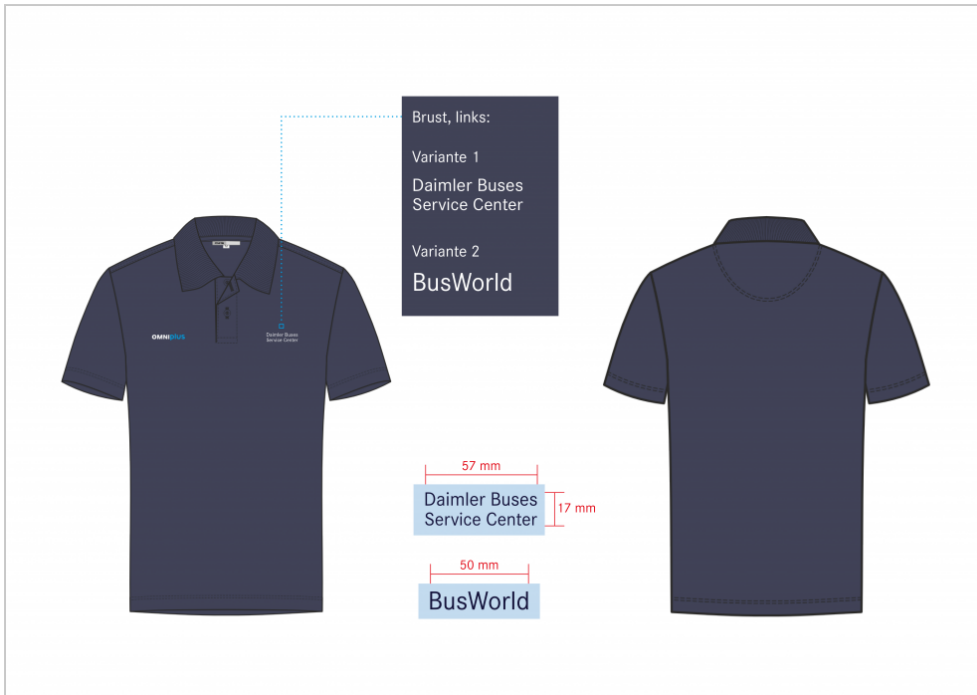 Brust, links:
Variante 1
Daimler Buses
Service Center
Variante 2
BusWorld
OMNIplus
Daimler Buses
Service Center
57 mm
Daimler Buses
Service Center
17 mm
50 mm
BusWorld